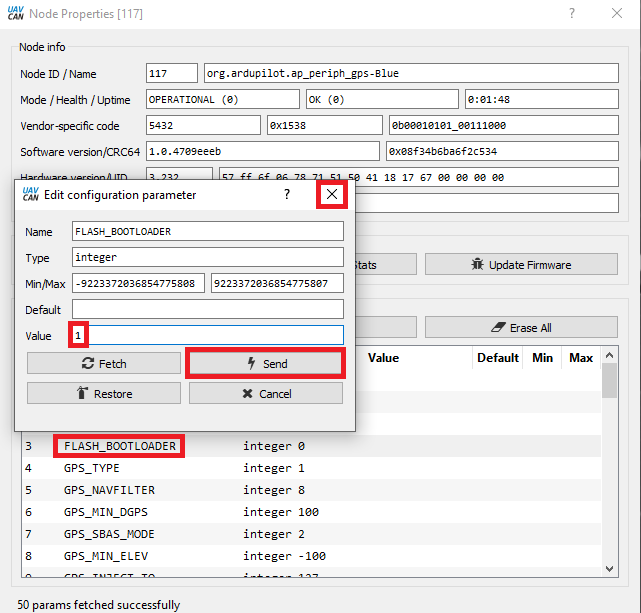 UAV CAN Node Properties [117] ?
Node info
Node ID / Name 117 org.ardupilot.ap_periph_gps-Blue
Mode / Health / Uptime OPERATIONAL (0) OK (0) 0:01:48
Vendor-specific code 5432 0x1538 0b00010101_00111000
Software version/CRC64 1.0.4709eeeb 0x08f34b6ba6f2c534
Hardware version/UID 3.232 57 ff 6f 06 78 71 51 50 41 18 17 67 00 00 00 00
UAV CAN Edit configuration parameter ?
Name FLASH_BOOTLOADER
Type integer
Min/Max -9223372036854775808 9223372036854775807
Default
Value 1
Fetch Send
Restore Cancel
Stats Update Firmware
Erase All
Value Default Min Max
3 FLASH_BOOTLOADER integer 0
4 GPS_TYPE integer 1
5 GPS_NAVFILTER integer 8
6 GPS_MIN_DGPS integer 100
7 GPS_SBAS_MODE integer 2
8 GPS_MIN_ELEV integer -100
9 GPS_INJECT_TO integer 127
50 params fetched successfully